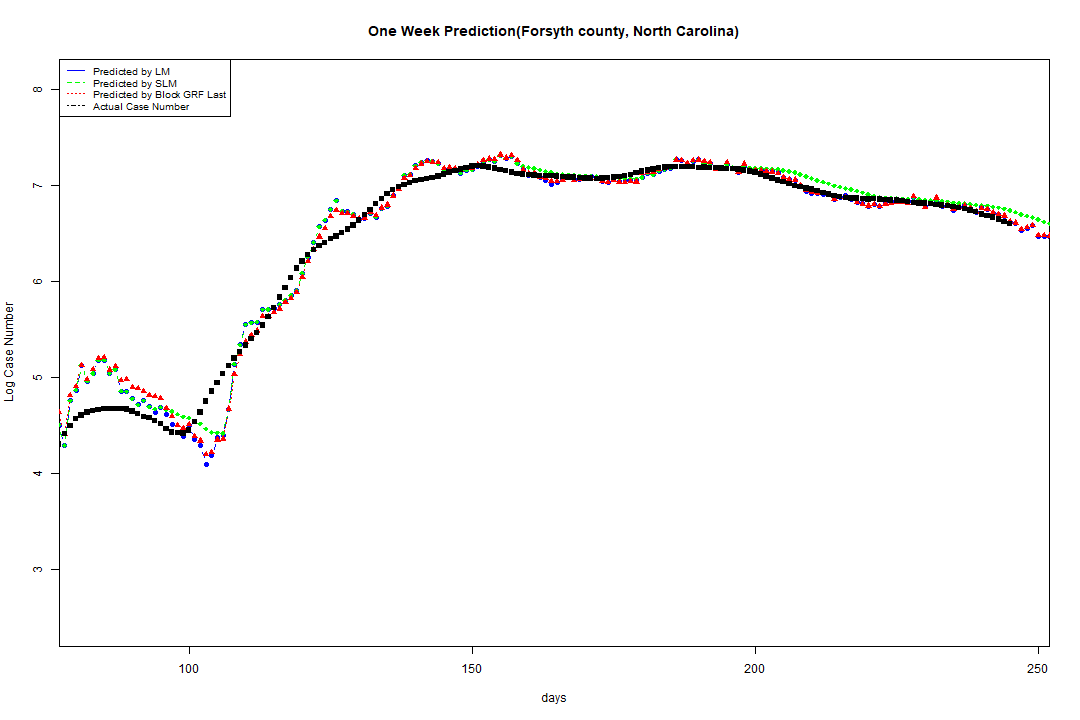 One Week Prediction(Forsyth county, North Carolina)
Predicted by LM
Predicted by SLM
Predicted by Block GRF Last
Actual Case Number
8
7
6
5
4
3
Log Case Number
100 150 200 250
days